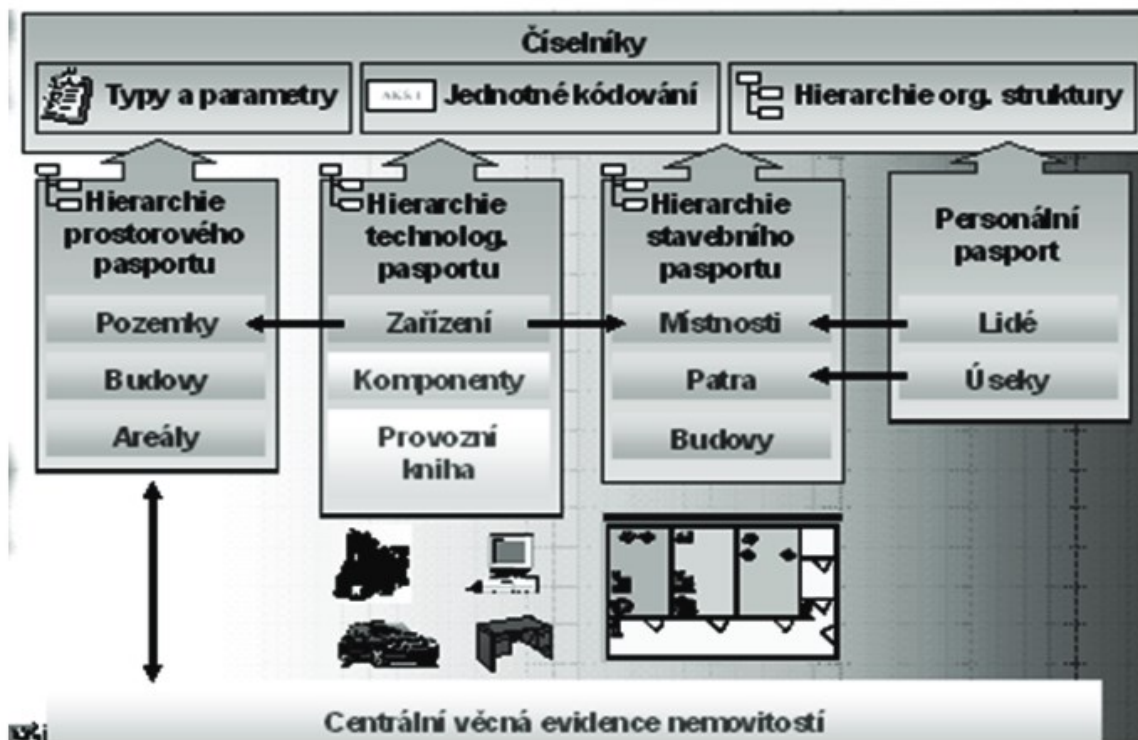 Číselníky
Typy a parametry
Jednotné kódování
Hierarchie org. struktury
Hierarchie
prostorového
pasportu
Pozemky
Budovy
Areály
Hierarchie
technolog.
pasportu
Zařízení
Komponenty
Provozní
kniha
Hierarchie
stavebního
pasportu
Místnosti
Patra
Budovy
Personální
pasport
Lidé
Úseky
Centrální věcná evidence nemovitostí